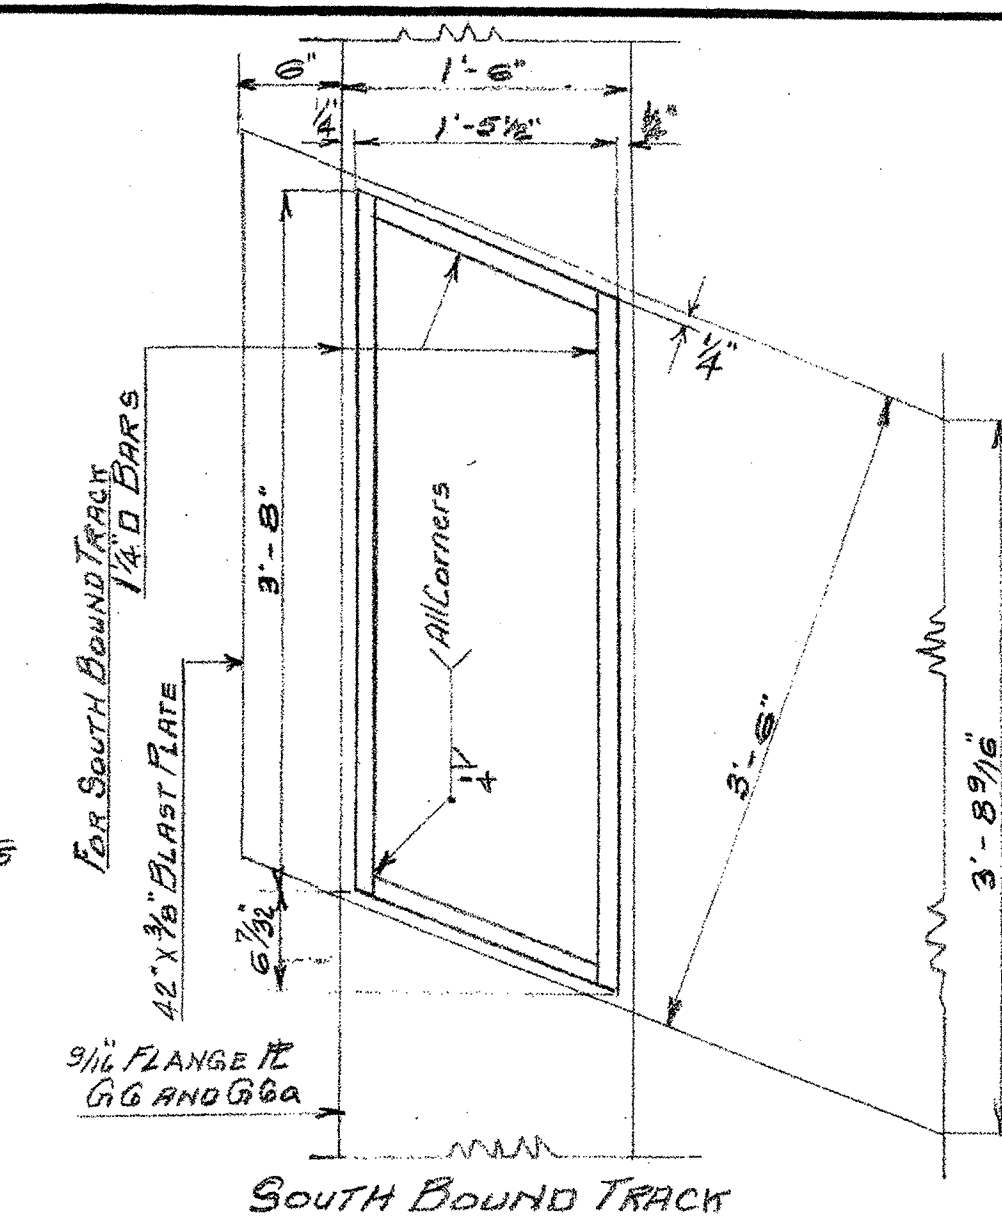 6"
1'-6"
1/4"
1'-5 1/2"
1/4"
1/4"
FOR SOUTH BOUND TRACK
1 1/4" □ BARS
3'-8"
All Corners
1/4
42" x 3/8" BLAST PLATE
3'-6"
3'-8 9/16"
6 7/32"
9/16" FLANGE PL
G6 AND G6a
SOUTH BOUND TRACK